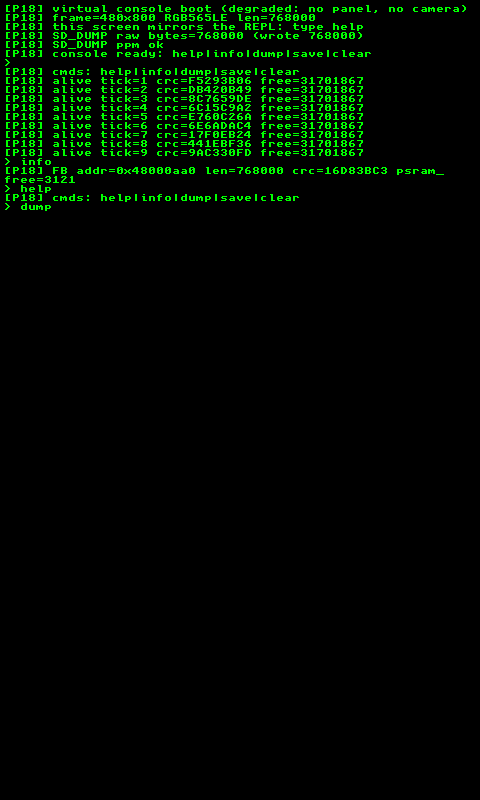 [P18] virtual console boot (degraded: no panel, no camera)
[P18] frame=480x800 RGB565LE len=768000
[P18] this screen mirrors the REPL: type help
[P18] SD_DUMP raw bytes=768000 (wrote 768000)
[P18] SD_DUMP ppm ok
[P18] console ready: help|info|dump|save|clear
>
[P18] cmds: help|info|dump|save|clear
[P18] alive tick=1 crc=F5293B06 free=31701867
[P18] alive tick=2 crc=DB420B49 free=31701867
[P18] alive tick=3 crc=8C7659DE free=31701867
[P18] alive tick=4 crc=6C15C9A2 free=31701867
[P18] alive tick=5 crc=E760C26A free=31701867
[P18] alive tick=6 crc=6E6ADAC4 free=31701867
[P18] alive tick=7 crc=17F0EB24 free=31701867
[P18] alive tick=8 crc=441EBF36 free=31701867
[P18] alive tick=9 crc=9AC330FD free=31701867
> info
[P18] FB addr=0x48000aa0 len=768000 crc=16D83BC3 psram_
free=3121
> help
[P18] cmds: help|info|dump|save|clear
> dump